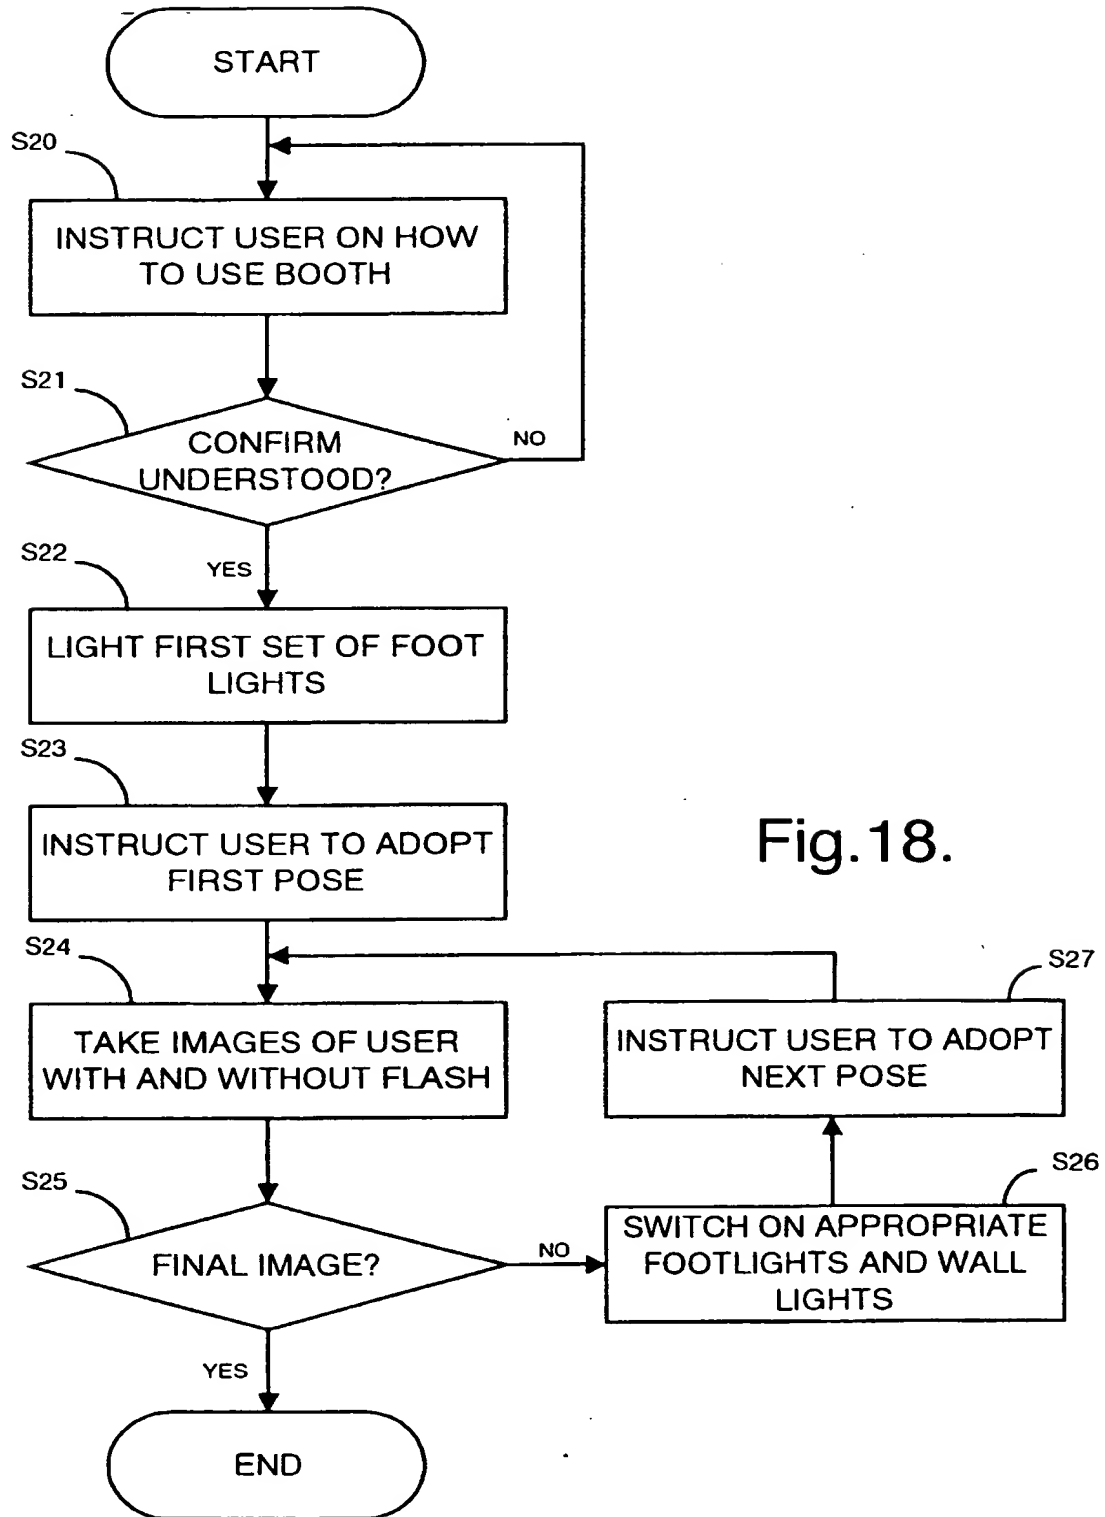 START
S20
INSTRUCT USER ON HOW
TO USE BOOTH
S21
CONFIRM
UNDERSTOOD?
NO
YES
S22
LIGHT FIRST SET OF FOOT
LIGHTS
S23
INSTRUCT USER TO ADOPT
FIRST POSE
Fig.18.
S24
TAKE IMAGES OF USER
WITH AND WITHOUT FLASH
S25
FINAL IMAGE?
NO
S26
SWITCH ON APPROPRIATE
FOOTLIGHTS AND WALL
LIGHTS
S27
INSTRUCT USER TO ADOPT
NEXT POSE
YES
END